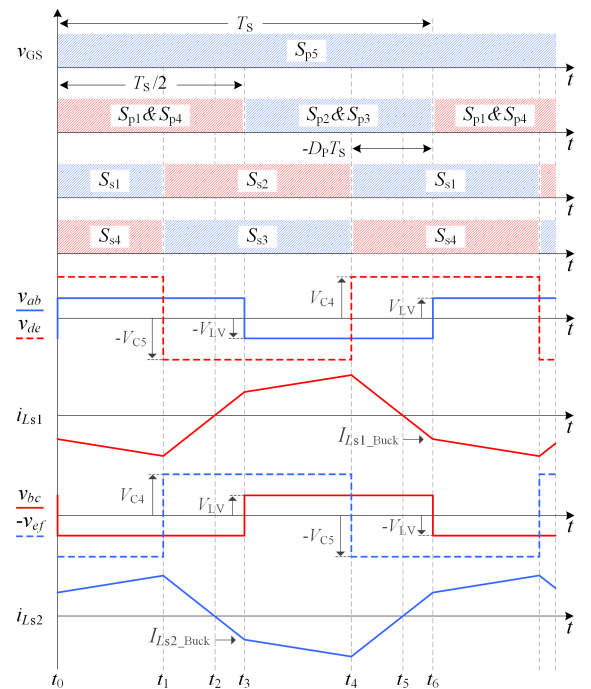 T_S
v_GS
S_p5
t
T_S/2
S_p1&S_p4 S_p2&S_p3 S_p1&S_p4
t
-D_PT_S
S_s1 S_s2 S_s1
t
S_s4 S_s3 S_s4
t
v_ab
v_de
-V_C5 -V_LV V_C4 V_LV
t
i_Ls1
I_Ls1_Buck
t
v_bc
-v_ef
V_C4 V_LV -V_C5 -V_LV
t
i_Ls2
I_Ls2_Buck
t
t_0 t_1 t_2 t_3 t_4 t_5 t_6